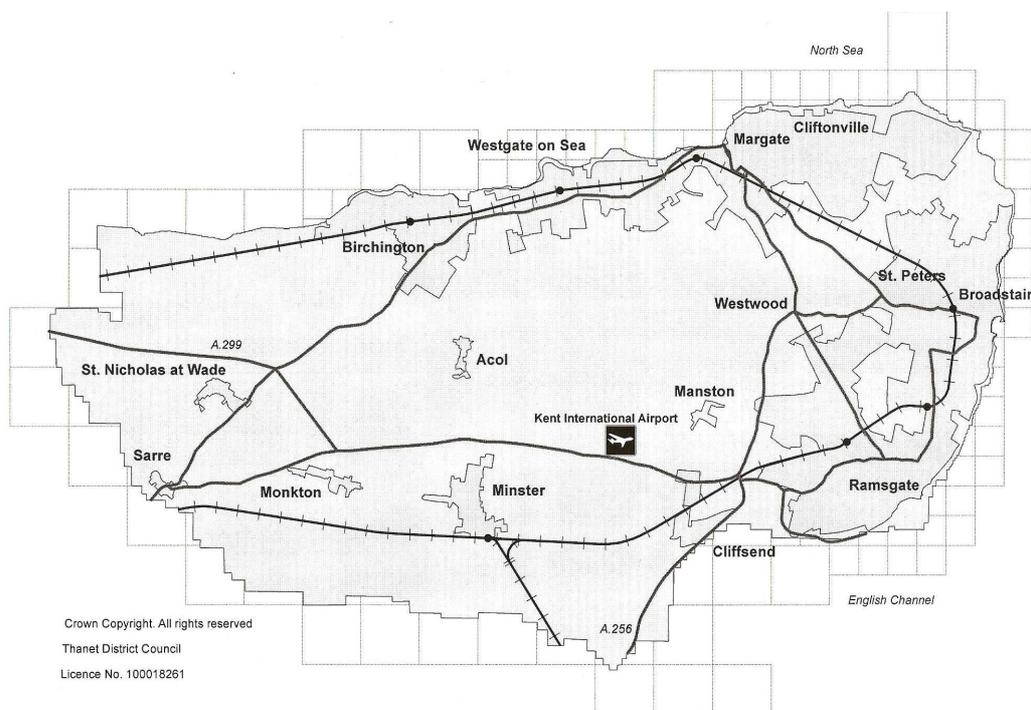 North Sea
Cliftonville
Margate
Westgate on Sea
Birchington
St. Peters
Broadstair
Westwood
A.299
Acol
St. Nicholas at Wade
Manston
Kent International Airport
Sarre
Monkton
Minster
Ramsgate
Cliffsend
English Channel
A.256
Crown Copyright. All rights reserved
Thanet District Council
Licence No. 100018261